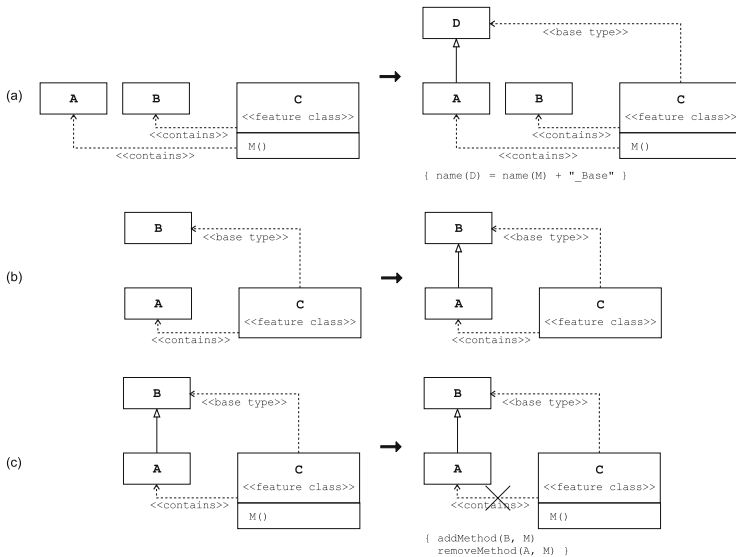 D
<<base type>>
(a)
A
B
C
<<feature class>>
<<contains>>
<<contains>>
M()
A
B
C
<<feature class>>
<<contains>>
<<contains>>
M()
{ name(D) = name(M) + "_Base" }
(b)
B
<<base type>>
A
C
<<feature class>>
<<contains>>
B
<<base type>>
A
C
<<feature class>>
<<contains>>
(c)
B
<<base type>>
A
C
<<feature class>>
<<contains>>
M()
B
<<base type>>
A
C
<<feature class>>
<<contains>>
M()
{ addMethod(B, M)
removeMethod(A, M) }